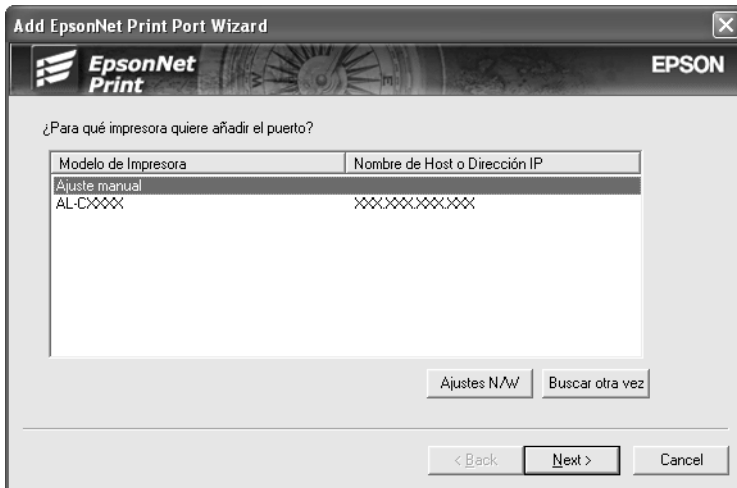 Add EpsonNet Print Port Wizard
EpsonNet
Print
EPSON
¿Para qué impresora quiere añadir el puerto?
Modelo de Impresora Nombre de Host o Dirección IP
Ajuste manual
AL-CXXXX XXX.XXX.XXX.XXX
Ajustes N/W Buscar otra vez
< Back Next > Cancel